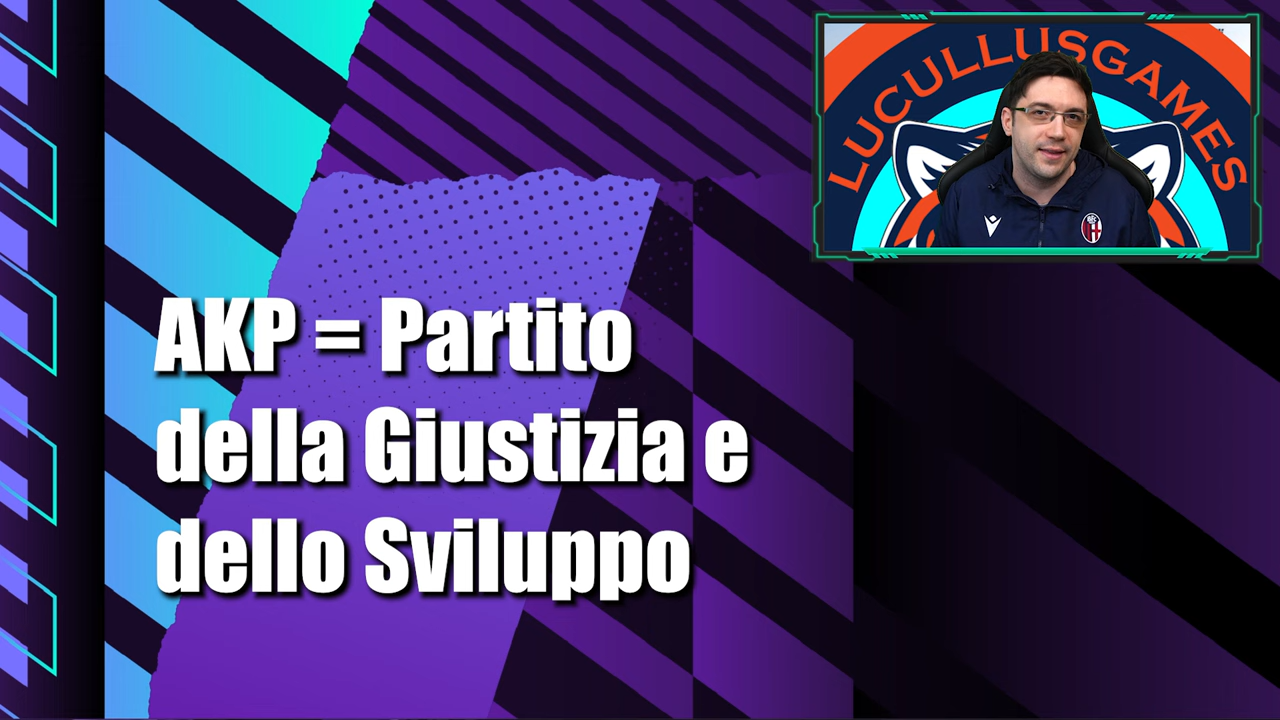 LUCULLUSGAMES
AKP = Partito
della Giustizia e
dello Sviluppo